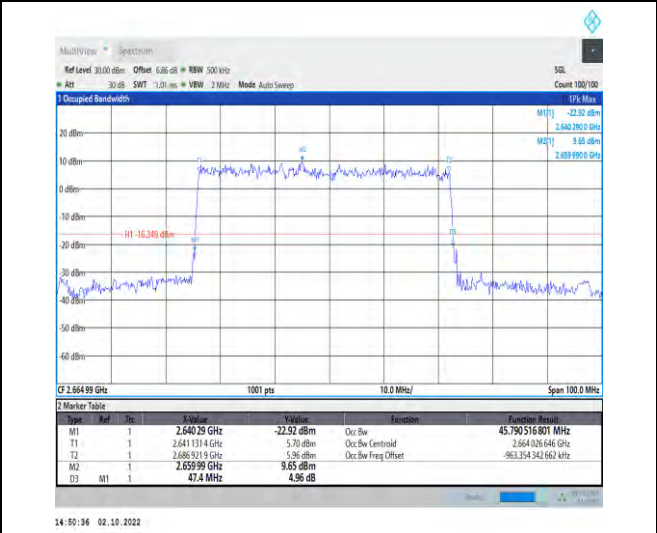 MultiView Spectrum
Ref Level 30.00 dBm Offset 6.86 dB RBW 500 kHz SGL
Att 30 dB SWT 1.01 ms VBW 2 MHz Mode Auto Sweep Count 100/100
1 Occupied Bandwidth 1Pk Max
M1[1] -22.92 dBm
2.640 290 0 GHz
M2[1] 9.65 dBm
2.659 990 0 GHz
20 dBm
10 dBm
0 dBm
-10 dBm
-20 dBm
-30 dBm
-40 dBm
-50 dBm
-60 dBm
T1
M2
T2
H1 -16.349 dBm
M1
D3
CF 2.664 99 GHz 1001 pts 10.0 MHz/ Span 100.0 MHz
2 Marker Table
Type Ref Trc X-Value Y-Value Function Function Result
M1 1 2.640 29 GHz -22.92 dBm Occ Bw 45.790 516 801 MHz
T1 1 2.641 131 4 GHz 5.70 dBm Occ Bw Centroid 2.664 026 646 GHz
T2 1 2.686 921 9 GHz 5.96 dBm Occ Bw Freq Offset -963.354 342 662 kHz
M2 1 2.659 99 GHz 9.65 dBm
D3 M1 1 47.4 MHz 4.96 dB
14:50:36 02.10.2022